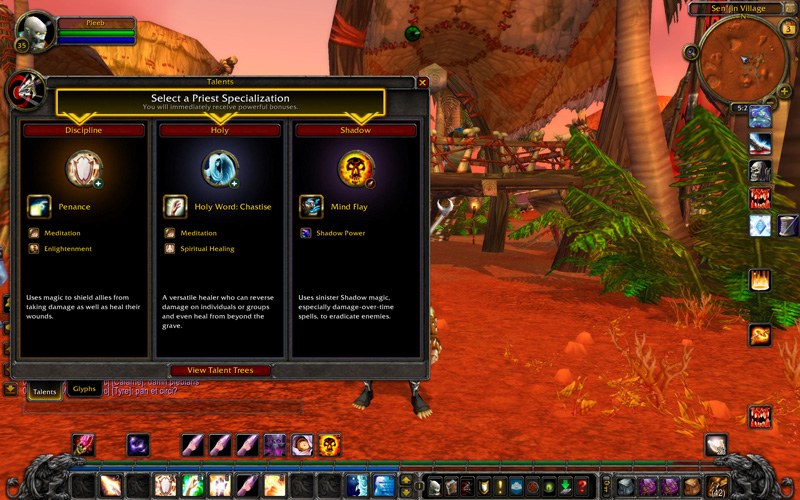 Pleeb
35
Sen'jin Village
N
3
5:2
Talents
Select a Priest Specialization
You will immediately receive powerful bonuses.
Discipline
Penance
Meditation
Enlightenment
Uses magic to shield allies from
taking damage as well as heal their
wounds.
Holy
Holy Word: Chastise
Meditation
Spiritual Healing
A versatile healer who can reverse
damage on individuals or groups
and even heal from beyond the
grave.
Shadow
Mind Flay
Shadow Power
Uses sinister Shadow magic,
especially damage-over-time
spells, to eradicate enemies.
View Talent Trees
Talents
Glyphs
[Tyre]: pan et circi?
(12)